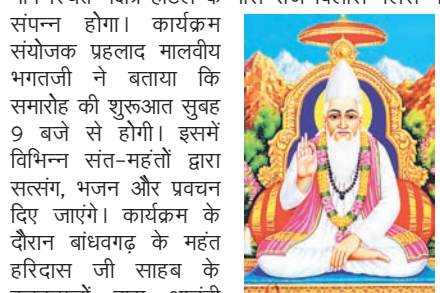 संपन्न होगा। कार्यक्रम
संयोजक प्रहलाद मालवीय
भगतजी ने बताया कि
समारोह की शुरूआत सुबह
9 बजे से होगी। इसमें
विभिन्न संत-महंतों द्वारा
सत्संग, भजन और प्रवचन
दिए जाएंगे। कार्यक्रम के
दौरान बांधवगढ़ के महंत
हरिदास जी साहब के